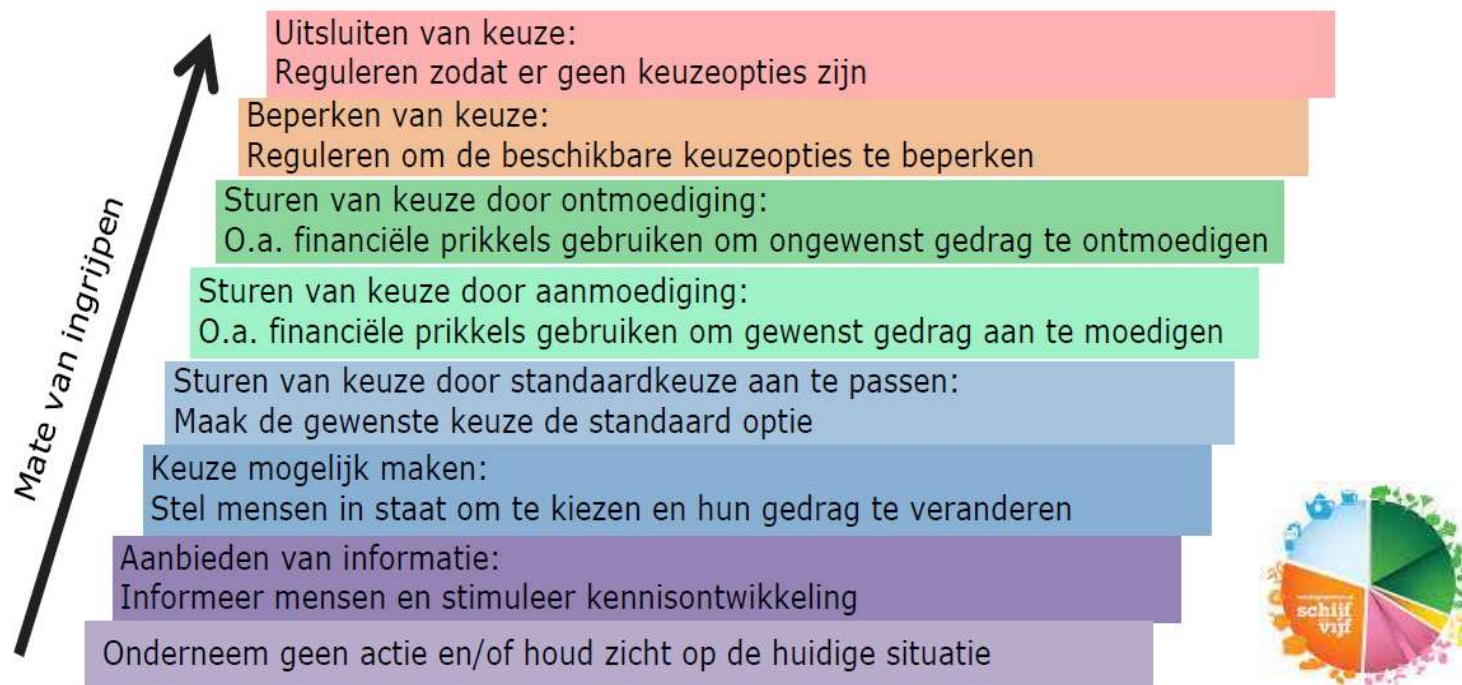 Uitsluiten van keuze:
Reguleren zodat er geen keuzeopties zijn
Beperken van keuze:
Reguleren om de beschikbare keuzeopties te beperken
Sturen van keuze door ontmoediging:
O.a. financiële prikkels gebruiken om ongewenst gedrag te ontmoedigen
Sturen van keuze door aanmoediging:
O.a. financiële prikkels gebruiken om gewenst gedrag aan te moedigen
Sturen van keuze door standaardkeuze aan te passen:
Maak de gewenste keuze de standaard optie
Keuze mogelijk maken:
Stel mensen in staat om te kiezen en hun gedrag te veranderen
Aanbieden van informatie:
Informeer mensen en stimuleer kennisontwikkeling
Onderneem geen actie en/of houd zicht op de huidige situatie
Mate van ingrijpen
schijf
vijf